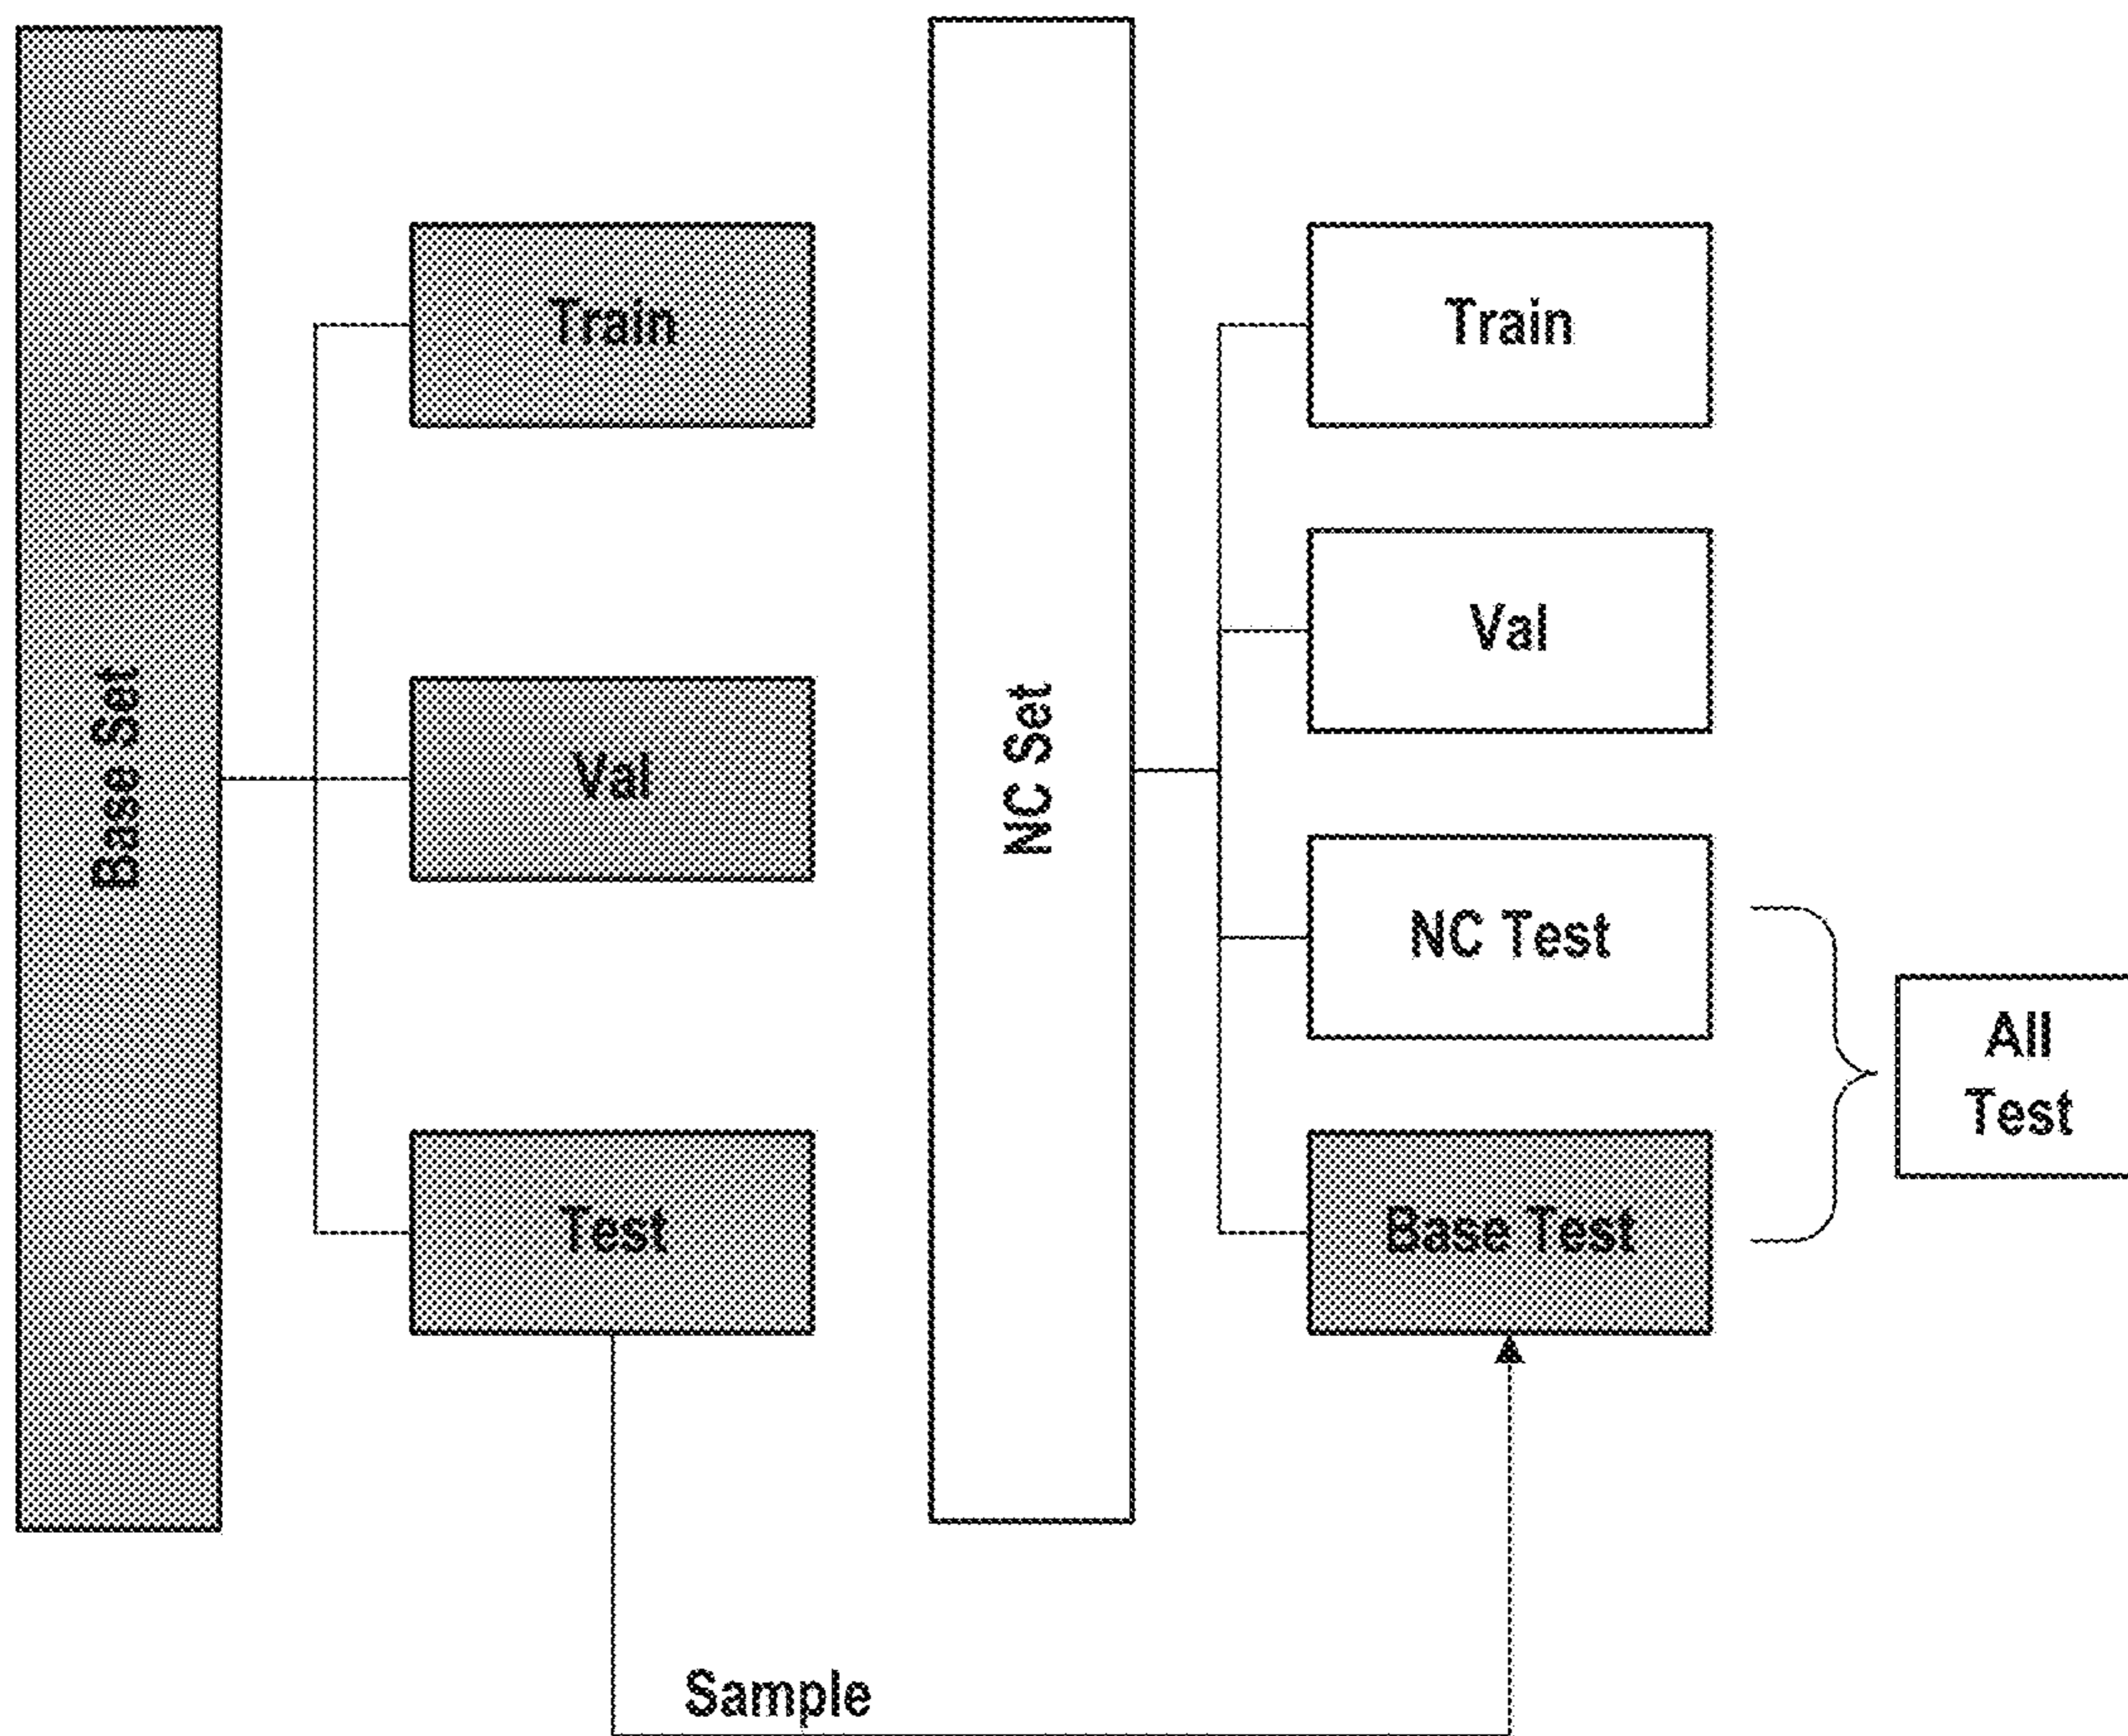 Base Set
Train
Val
Test
NC Set
Train
Val
NC Test
Base Test
All
Test
Sample